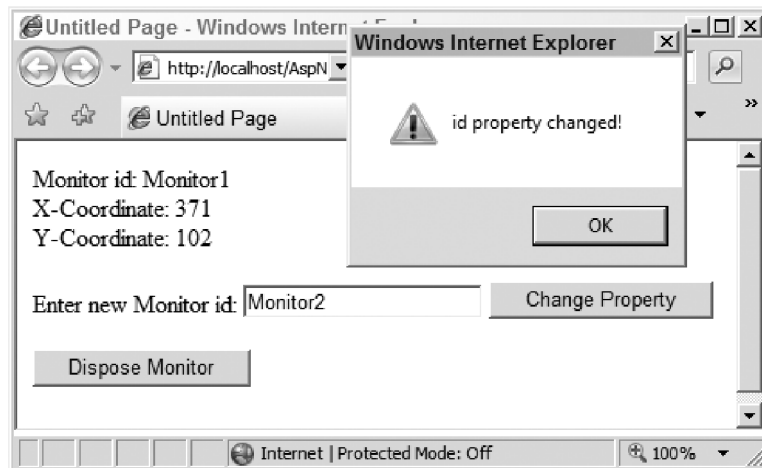 Untitled Page - Windows Intern
Windows Internet Explorer
http://localhost/AspN
Untitled Page
id property changed!
OK
Monitor id: Monitor1
X-Coordinate: 371
Y-Coordinate: 102
Enter new Monitor id: Monitor2 Change Property
Dispose Monitor
Internet | Protected Mode: Off 100%